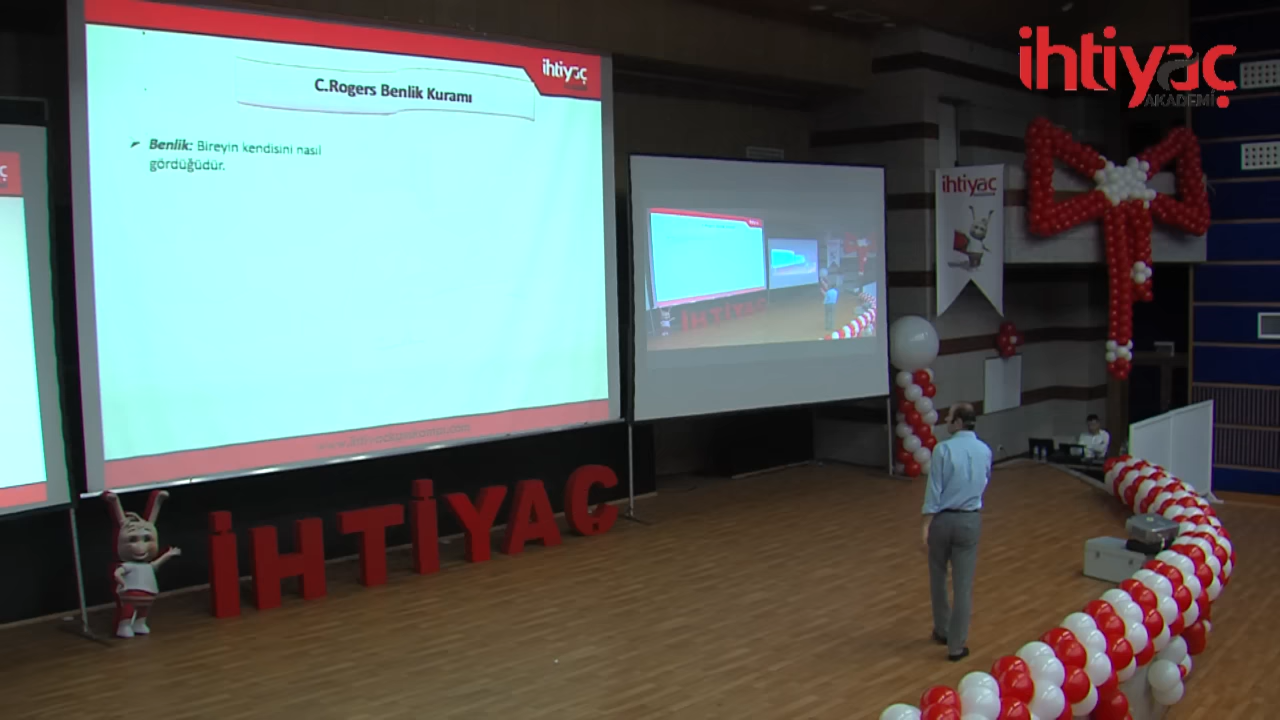 ihtiyaç
AKADEMİ
ihtiyaç
C.Rogers Benlik Kuramı
Benlik: Bireyin kendisini nasıl
gördüğüdür.
ihtiyaç
İHTİYAÇ